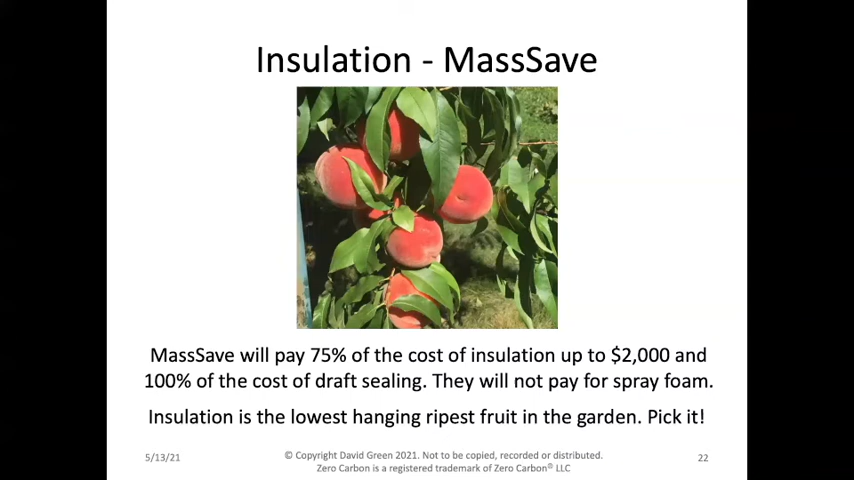 Insulation - MassSave
MassSave will pay 75% of the cost of insulation up to $2,000 and
100% of the cost of draft sealing. They will not pay for spray foam.
Insulation is the lowest hanging ripest fruit in the garden. Pick it!
5/13/21
© Copyright David Green 2021. Not to be copied, recorded or distributed.
Zero Carbon is a registered trademark of Zero Carbon® LLC
22